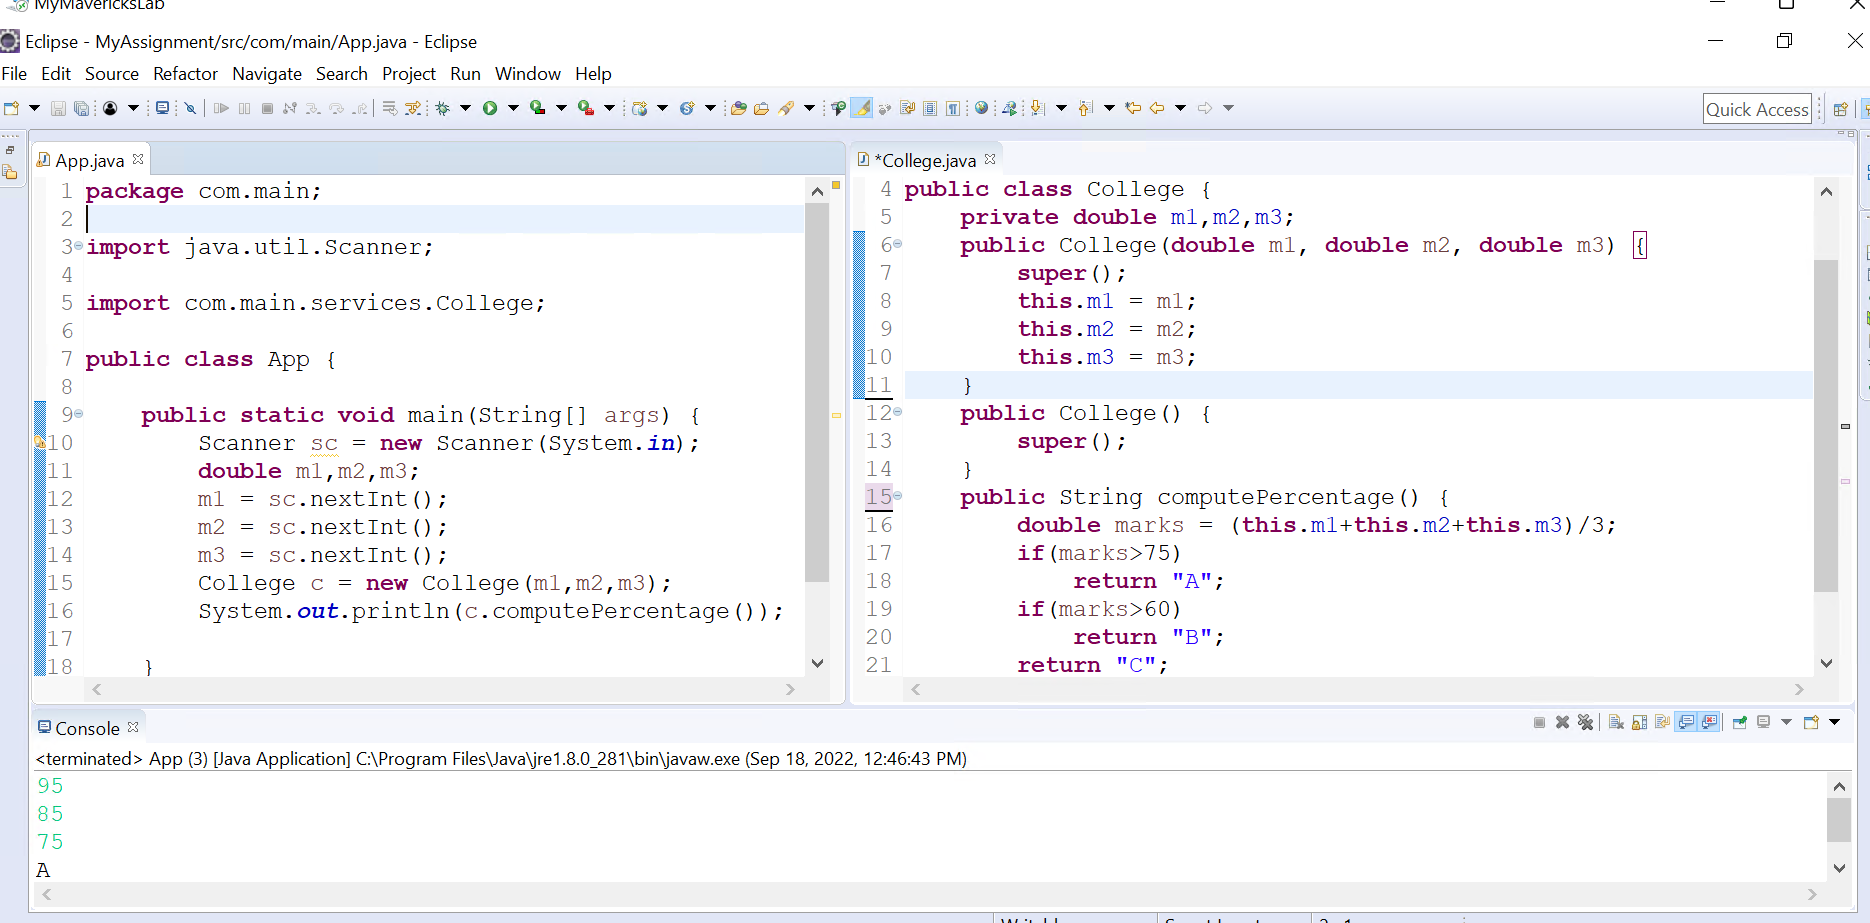 MyMavericksLab
Eclipse - MyAssignment/src/com/main/App.java - Eclipse
File Edit Source Refactor Navigate Search Project Run Window Help
Quick Access
App.java
1 package com.main;
2
3 import java.util.Scanner;
4
5 import com.main.services.College;
6
7 public class App {
8
9 public static void main(String[] args) {
10 Scanner sc = new Scanner(System.in);
11 double m1,m2,m3;
12 m1 = sc.nextInt();
13 m2 = sc.nextInt();
14 m3 = sc.nextInt();
15 College c = new College(m1,m2,m3);
16 System.out.println(c.computePercentage());
17
18 }
*College.java
4 public class College {
5 private double m1,m2,m3;
6 public College(double m1, double m2, double m3) {
7 super();
8 this.m1 = m1;
9 this.m2 = m2;
10 this.m3 = m3;
11 }
12 public College() {
13 super();
14 }
15 public String computePercentage() {
16 double marks = (this.m1+this.m2+this.m3)/3;
17 if(marks>75)
18 return "A";
19 if(marks>60)
20 return "B";
21 return "C";
Console
<terminated> App (3) [Java Application] C:\Program Files\Java\jre1.8.0_281\bin\javaw.exe (Sep 18, 2022, 12:46:43 PM)
95
85
75
A